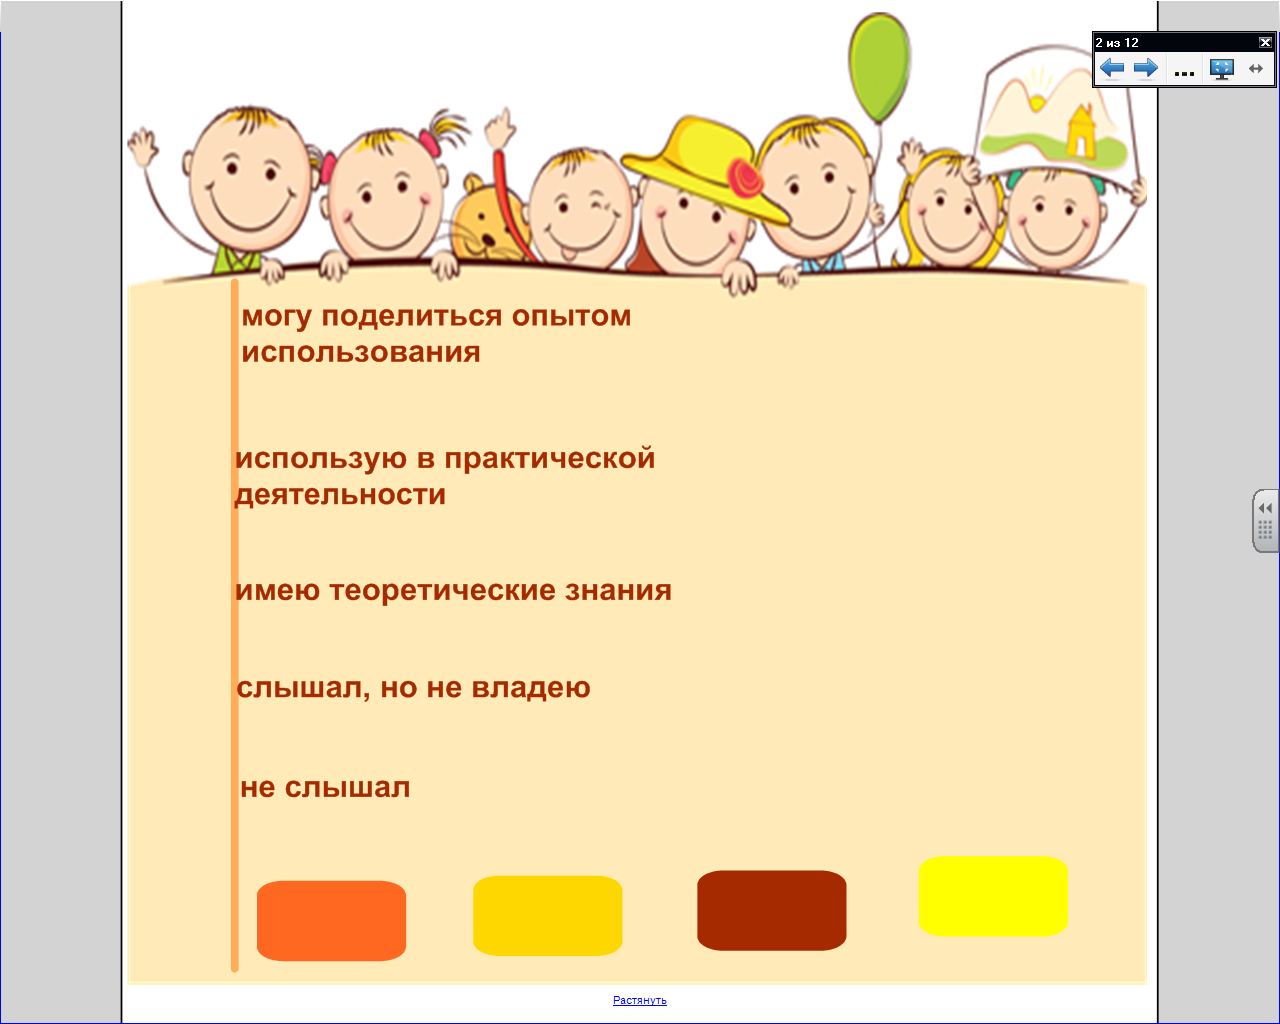 2 из 12
могу поделиться опытом
использования
использую в практической
деятельности
имею теоретические знания
слышал, но не владею
не слышал
Растянуть